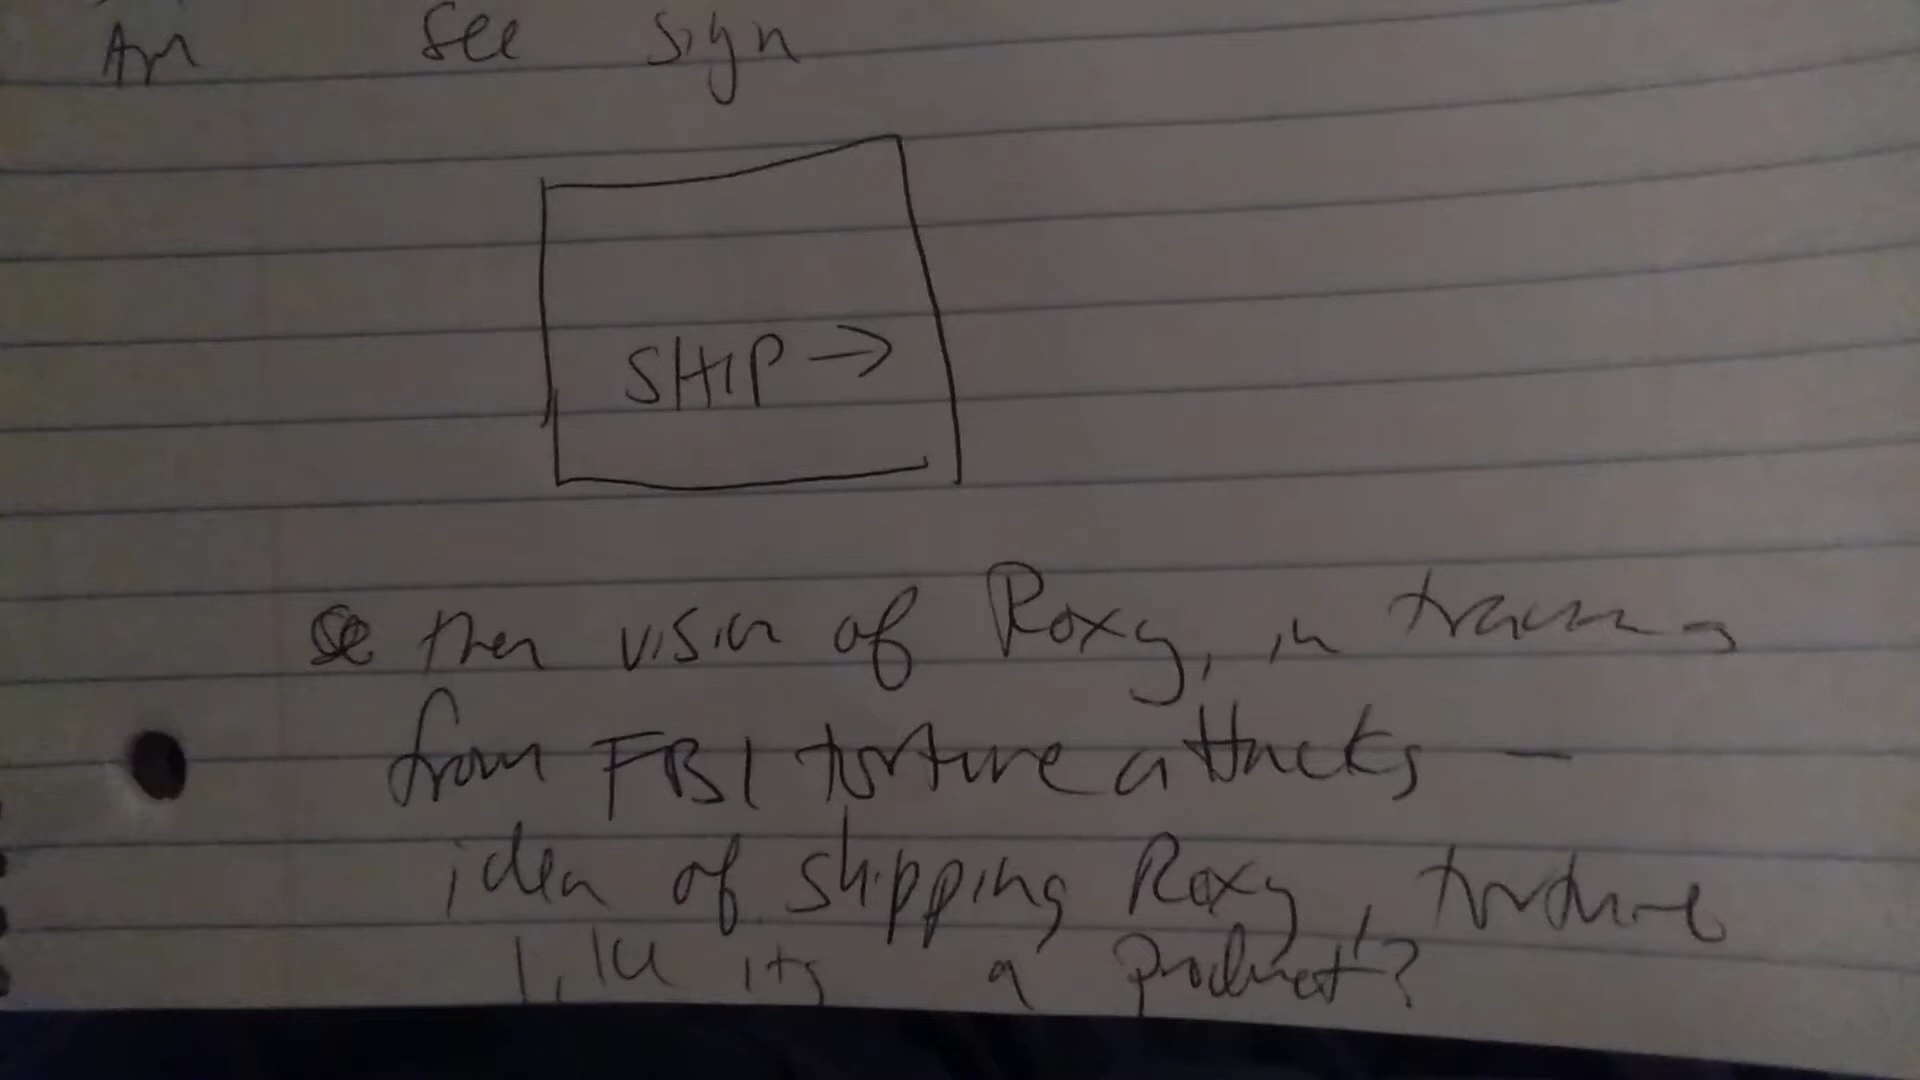 Am see sign
SHIP →
then vision of Roxy, in
from FBI torture attacks —
idea of shipping Roxy, torture
like its a product?